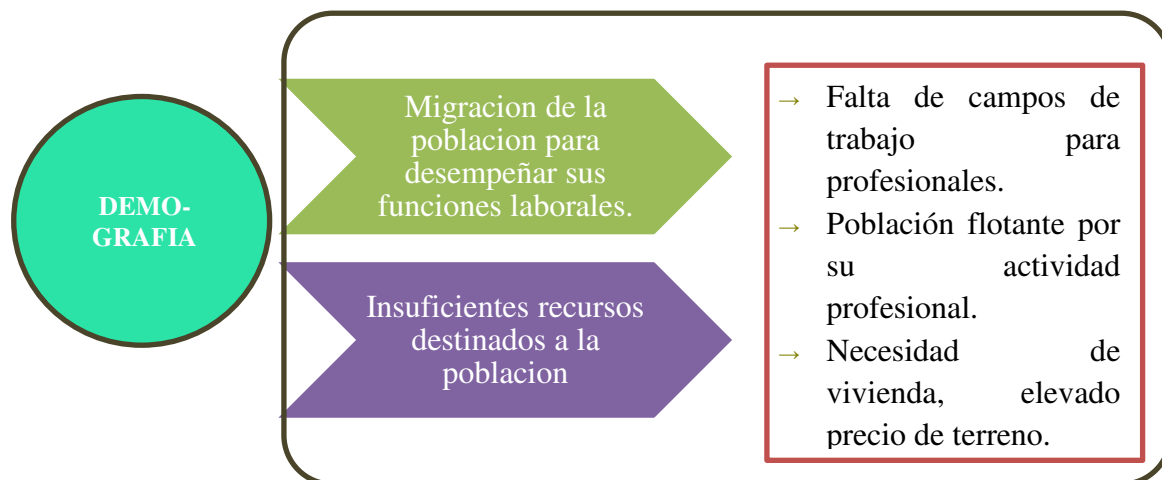 DEMO-
GRAFIA
Migracion de la
poblacion para
desempeñar sus
funciones laborales.
Insuficientes recursos
destinados a la
poblacion
→ Falta de campos de
trabajo para
profesionales.
→ Población flotante por
su actividad
profesional.
→ Necesidad de
vivienda, elevado
precio de terreno.